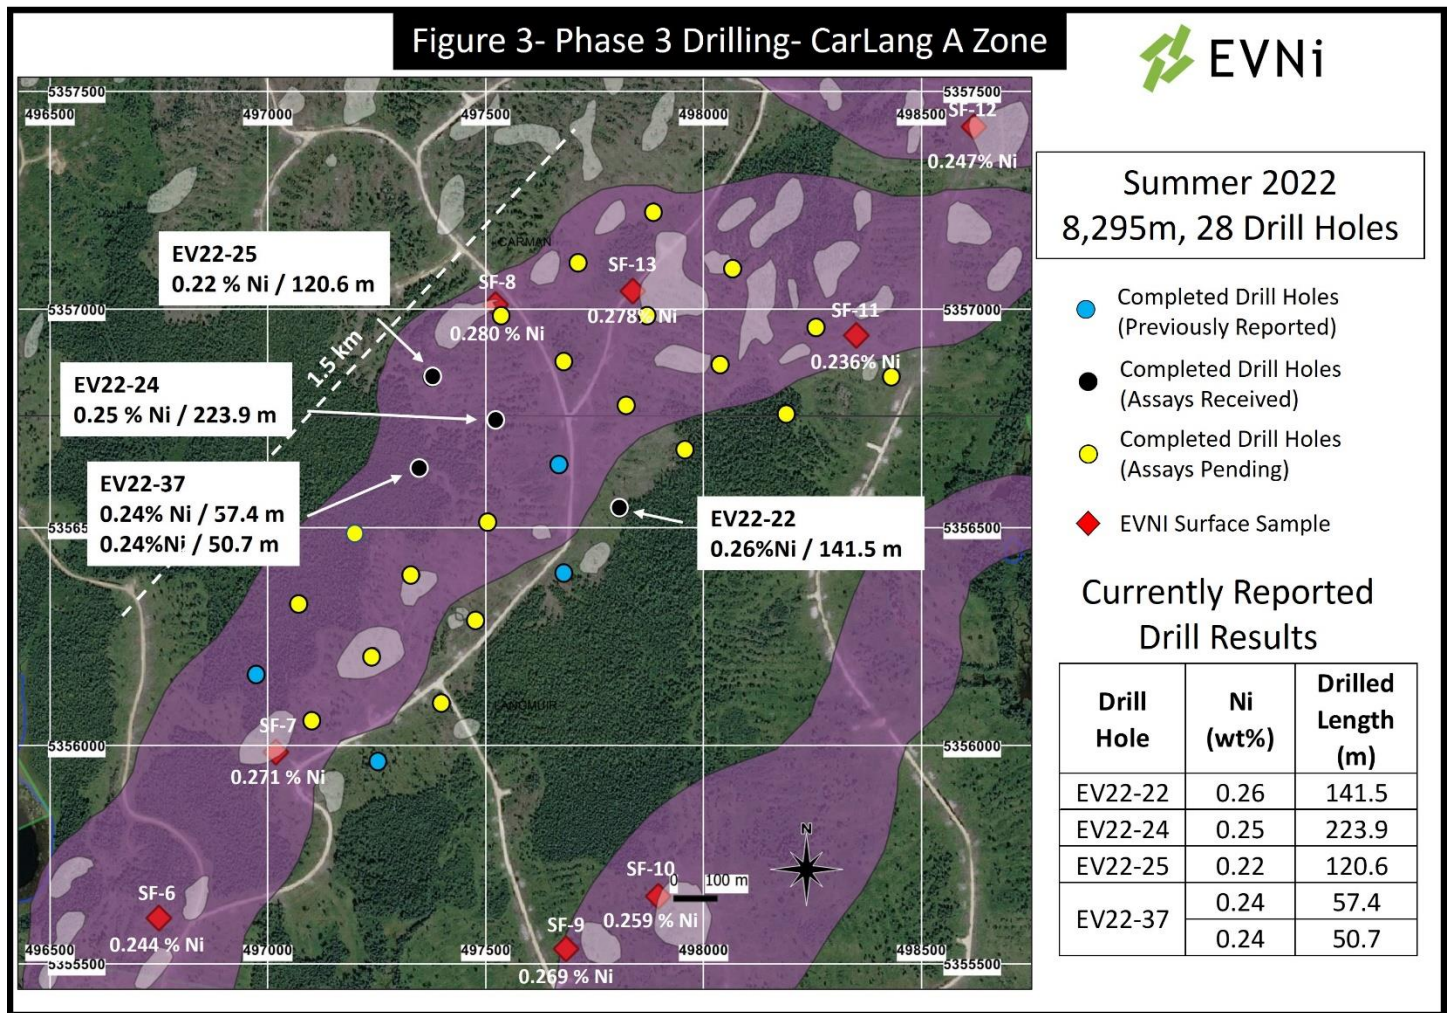 Figure 3- Phase 3 Drilling- CarLang A Zone
EVNi
5357500
5357500
496500
497000
497500
498000
498500
SF-12
0.247% Ni
Summer 2022
8,295m, 28 Drill Holes
EV22-25
0.22 % Ni / 120.6 m
CARMAN
SF-8
0.280 % Ni
SF-13
0.278% Ni
SF-11
0.236% Ni
5357000
5357000
1.5 km
EV22-24
0.25 % Ni / 223.9 m
EV22-37
0.24% Ni / 57.4 m
0.24%Ni / 50.7 m
EV22-22
0.26%Ni / 141.5 m
53565
5356500
Completed Drill Holes
(Previously Reported)
Completed Drill Holes
(Assays Received)
Completed Drill Holes
(Assays Pending)
EVNI Surface Sample
LANGMUIR
SF-7
0.271 % Ni
5356000
5356000
SF-6
0.244 % Ni
SF-10
0.259 % Ni
SF-9
0.269 % Ni
N
0 100 m
496500
497000
497500
498000
498500
5355500
5355500
Currently Reported
Drill Results
Drill Hole Ni (wt%) Drilled Length (m)
EV22-22 0.26 141.5
EV22-24 0.25 223.9
EV22-25 0.22 120.6
EV22-37 0.24 57.4
0.24 50.7